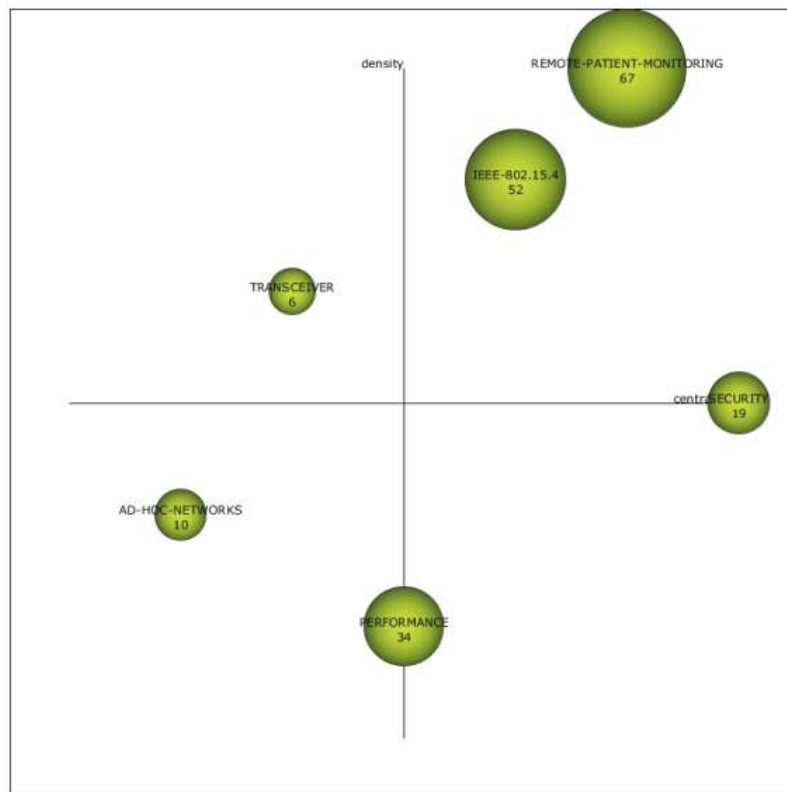 density
REMOTE-PATIENT-MONITORING
67
IEEE-802.15.4
52
TRANSCEIVER
6
centr
SECURITY
19
AD-HOC-NETWORKS
10
PERFORMANCE
34